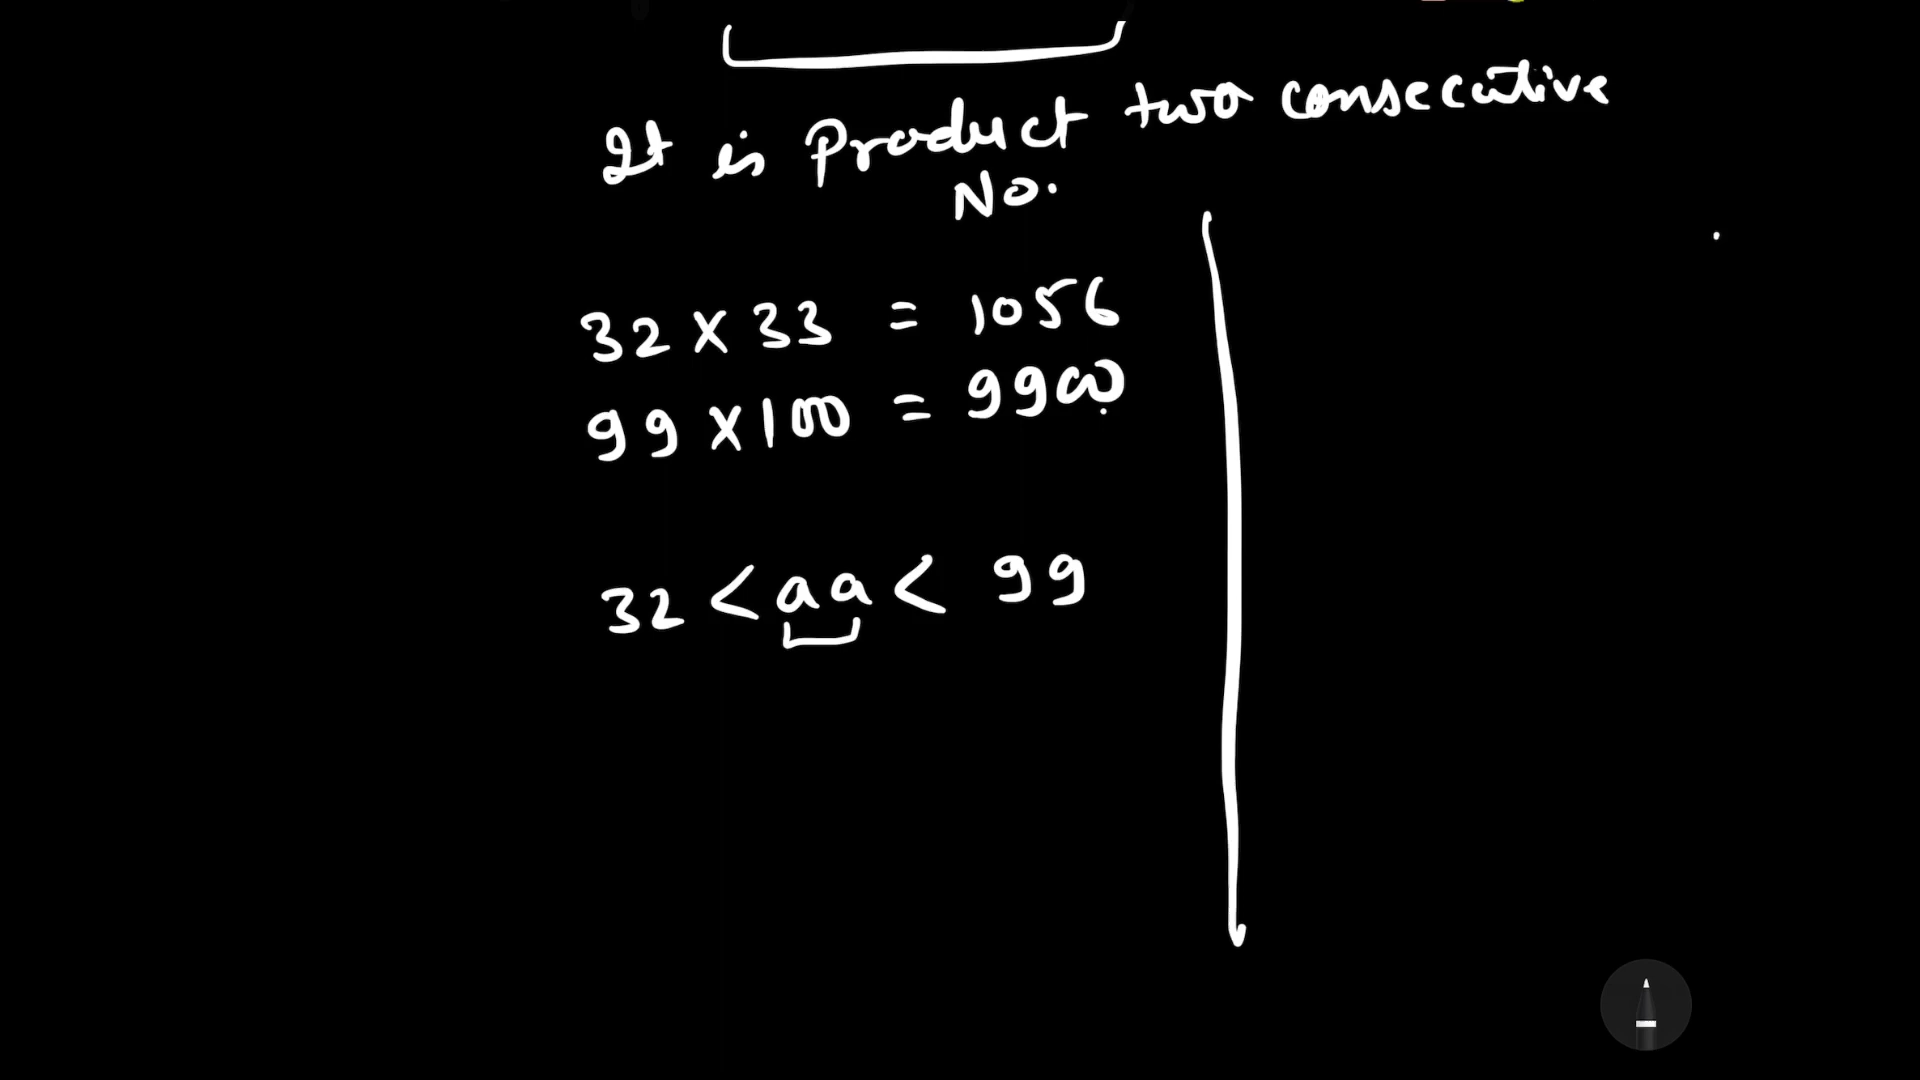 It is Product two consecutive
No.
32 X 33 = 1056
99 X 100 = 9900
32 < aa < 99